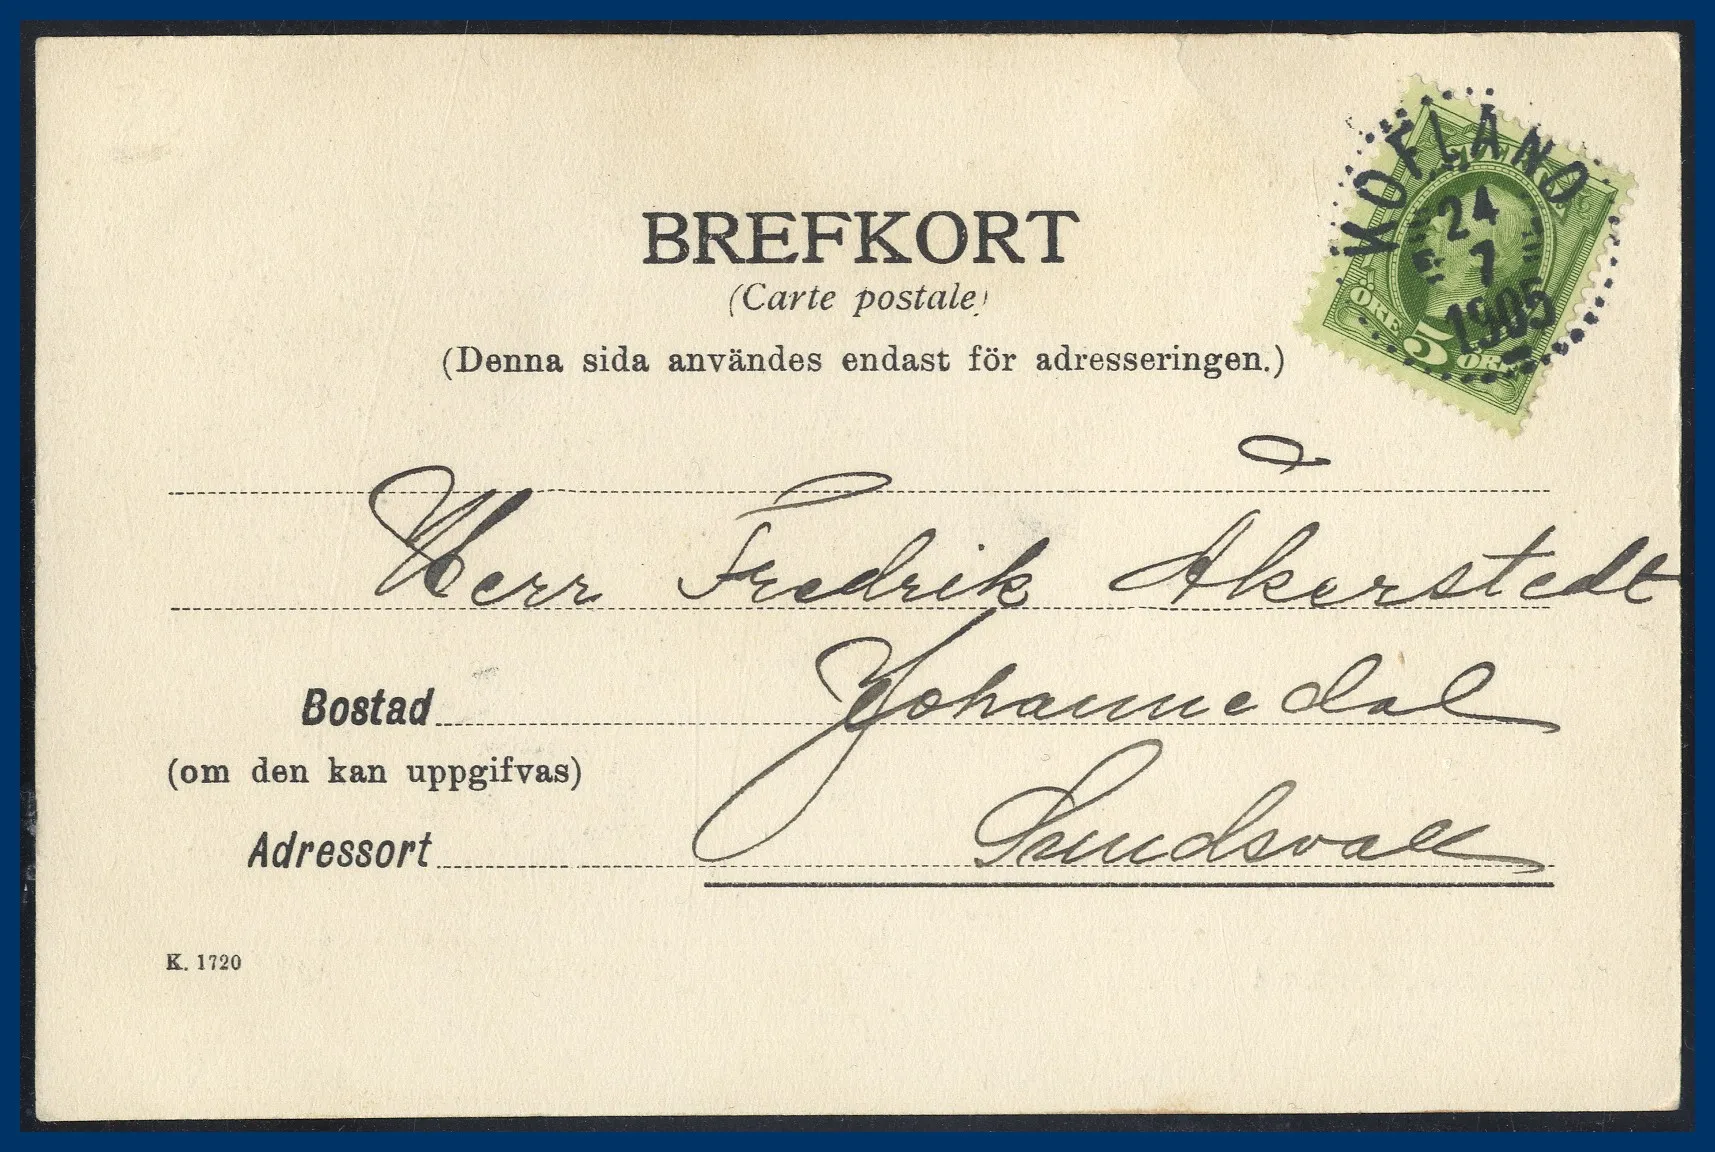 BREFKORT
(Carte postale)
(Denna sida användes endast för adresseringen.)
KOFLAND
24
7
1905
ÖRE 5 ÖRE
Herr Fredrik Åkerstedt
Bostad Johannedal
(om den kan uppgifvas)
Adressort Sundsvall
K. 1720